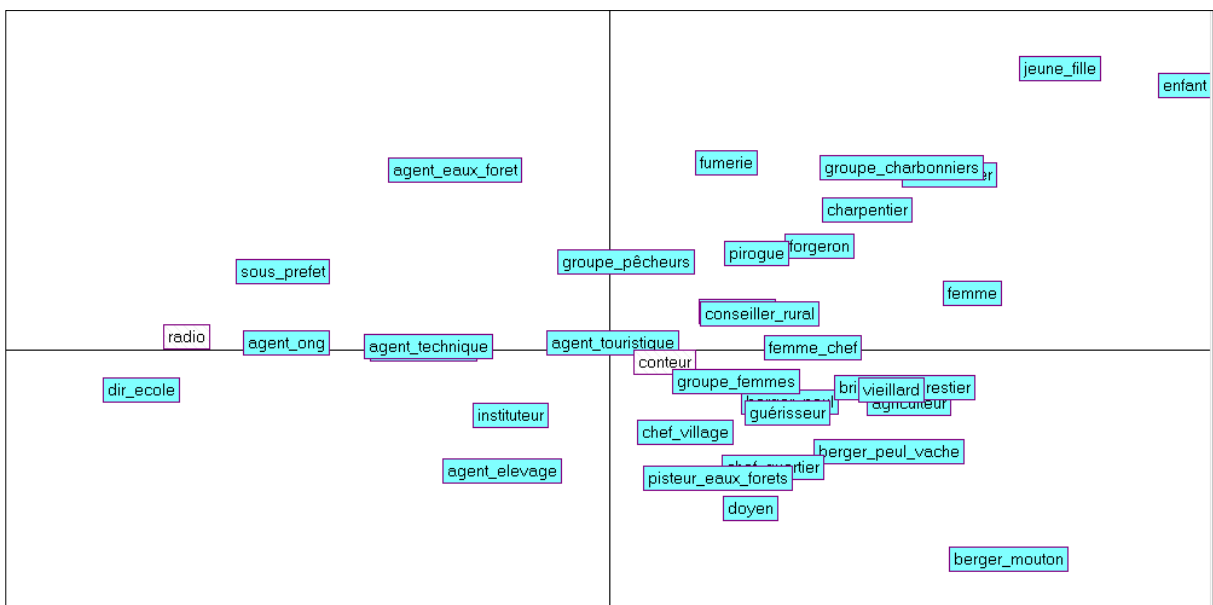 jeune_fille
enfant
fumerie
groupe_charbonniers
agent_eaux_foret
charpentier
forgeron
pirogue
groupe_pêcheurs
sous_prefet
femme
conseiller_rural
radio
agent_ong
agent_technique
agent_touristique
femme_chef
conteur
groupe_femmes
dir_ecole
vieillard
agriculteur
guérisseur
instituteur
chef_village
berger_peul_vache
agent_elevage
pisteur_eaux_forets
doyen
berger_mouton